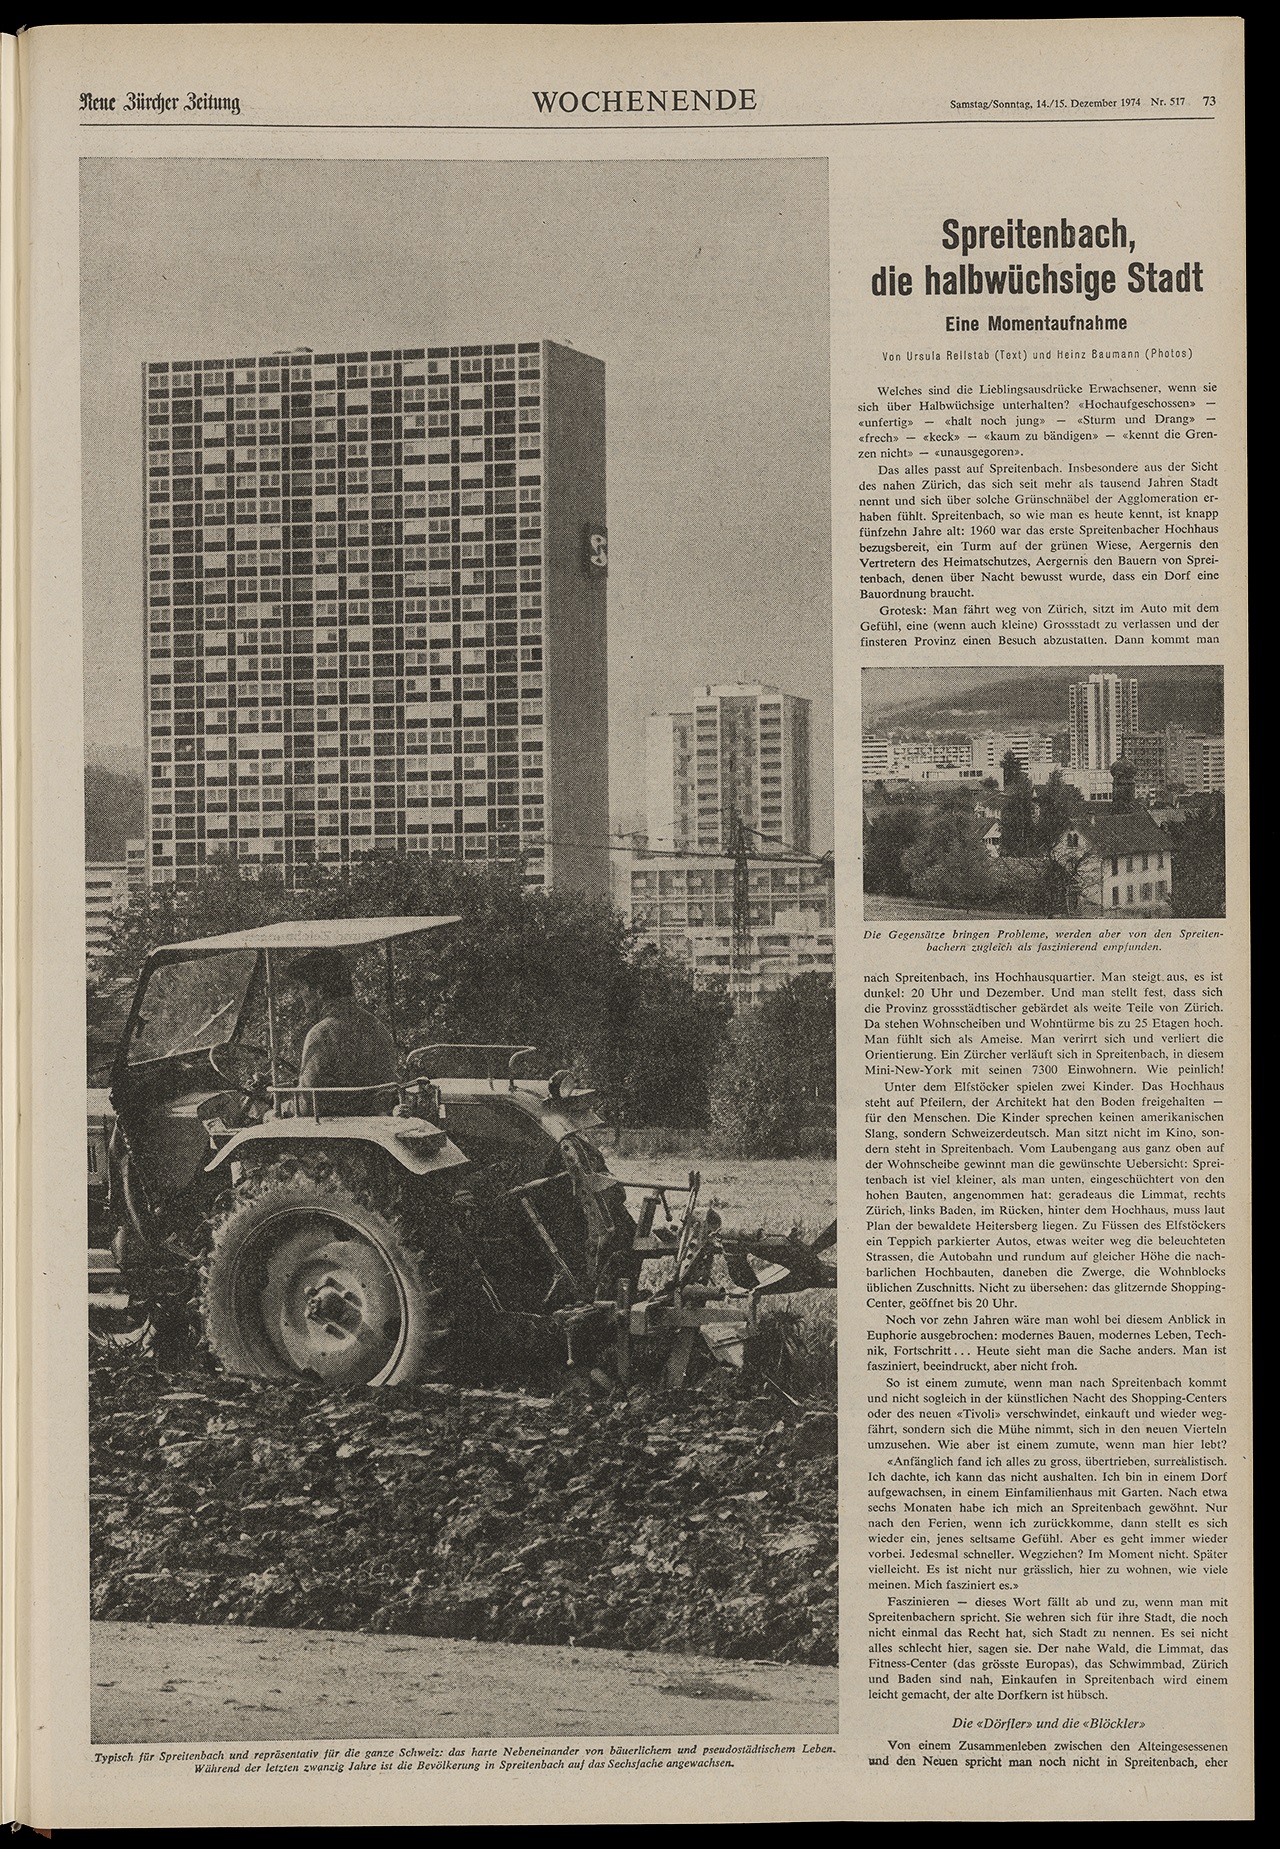 Neue Zürcher Zeitung
WOCHENENDE
Samstag/Sonntag, 14./15. Dezember 1974 Nr. 517 73
Spreitenbach,
die halbwüchsige Stadt
Eine Momentaufnahme
Von Ursula Rellstab (Text) und Heinz Baumann (Photos)
Welches sind die Lieblingsausdrücke Erwachsener, wenn sie
sich über Halbwüchsige unterhalten? «Hochaufgeschossen» —
«unfertig» — «halt noch jung» — «Sturm und Drang» —
«frech» — «keck» — «kaum zu bändigen» — «kennt die Gren-
zen nicht» — «unausgegoren».
Das alles passt auf Spreitenbach. Insbesondere aus der Sicht
des nahen Zürich, das sich seit mehr als tausend Jahren Stadt
nennt und sich über solche Grünschnäbel der Agglomeration er-
haben fühlt. Spreitenbach, so wie man es heute kennt, ist knapp
fünfzehn Jahre alt: 1960 war das erste Spreitenbacher Hochhaus
bezugsbereit, ein Turm auf der grünen Wiese, Aergernis den
Vertretern des Heimatschutzes, Aergernis den Bauern von Sprei-
tenbach, denen über Nacht bewusst wurde, dass ein Dorf eine
Bauordnung braucht.
Grotesk: Man fährt weg von Zürich, sitzt im Auto mit dem
Gefühl, eine (wenn auch kleine) Grossstadt zu verlassen und der
finsteren Provinz einen Besuch abzustatten. Dann kommt man
Die Gegensätze bringen Probleme, werden aber von den Spreiten-
bachern zugleich als faszinierend empfunden.
nach Spreitenbach, ins Hochhausquartier. Man steigt aus, es ist
dunkel: 20 Uhr und Dezember. Und man stellt fest, dass sich
die Provinz grossstädtischer gebärdet als weite Teile von Zürich.
Da stehen Wohnscheiben und Wohntürme bis zu 25 Etagen hoch.
Man fühlt sich als Ameise. Man verirrt sich und verliert die
Orientierung. Ein Zürcher verläuft sich in Spreitenbach, in diesem
Mini-New-York mit seinen 7300 Einwohnern. Wie peinlich!
Unter dem Elfstöcker spielen zwei Kinder. Das Hochhaus
steht auf Pfeilern, der Architekt hat den Boden freigehalten —
für den Menschen. Die Kinder sprechen keinen amerikanischen
Slang, sondern Schweizerdeutsch. Man sitzt nicht im Kino, son-
dern steht in Spreitenbach. Vom Laubengang aus ganz oben auf
der Wohnscheibe gewinnt man die gewünschte Uebersicht: Sprei-
tenbach ist viel kleiner, als man unten, eingeschüchtert von den
hohen Bauten, angenommen hat: geradeaus die Limmat, rechts
Zürich, links Baden, im Rücken, hinter dem Hochhaus, muss laut
Plan der bewaldete Heitersberg liegen. Zu Füssen des Elfstöckers
ein Teppich parkierter Autos, etwas weiter weg die beleuchteten
Strassen, die Autobahn und rundum auf gleicher Höhe die nach-
barlichen Hochbauten, daneben die Zwerge, die Wohnblocks
üblichen Zuschnitts. Nicht zu übersehen: das glitzernde Shopping-
Center, geöffnet bis 20 Uhr.
Noch vor zehn Jahren wäre man wohl bei diesem Anblick in
Euphorie ausgebrochen: modernes Bauen, modernes Leben, Tech-
nik, Fortschritt ... Heute sieht man die Sache anders. Man ist
fasziniert, beeindruckt, aber nicht froh.
So ist einem zumute, wenn man nach Spreitenbach kommt
und nicht sogleich in der künstlichen Nacht des Shopping-Centers
oder des neuen «Tivoli» verschwindet, einkauft und wieder weg-
fährt, sondern sich die Mühe nimmt, sich in den neuen Vierteln
umzusehen. Wie aber ist einem zumute, wenn man hier lebt?
«Anfänglich fand ich alles zu gross, übertrieben, surrealistisch.
Ich dachte, ich kann das nicht aushalten. Ich bin in einem Dorf
aufgewachsen, in einem Einfamilienhaus mit Garten. Nach etwa
sechs Monaten habe ich mich an Spreitenbach gewöhnt. Nur
nach den Ferien, wenn ich zurückkomme, dann stellt es sich
wieder ein, jenes seltsame Gefühl. Aber es geht immer wieder
vorbei. Jedesmal schneller. Wegziehen? Im Moment nicht. Später
vielleicht. Es ist nicht nur grässlich, hier zu wohnen, wie viele
meinen. Mich fasziniert es.»
Faszinieren — dieses Wort fällt ab und zu, wenn man mit
Spreitenbachern spricht. Sie wehren sich für ihre Stadt, die noch
nicht einmal das Recht hat, sich Stadt zu nennen. Es sei nicht
alles schlecht hier, sagen sie. Der nahe Wald, die Limmat, das
Fitness-Center (das grösste Europas), das Schwimmbad, Zürich
und Baden sind nah, Einkaufen in Spreitenbach wird einem
leicht gemacht, der alte Dorfkern ist hübsch.
Die «Dörfler» und die «Blöckler»
Von einem Zusammenleben zwischen den Alteingesessenen
und den Neuen spricht man noch nicht in Spreitenbach, eher
Typisch für Spreitenbach und repräsentativ für die ganze Schweiz: das harte Nebeneinander von bäuerlichem und pseudostädtischem Leben.
Während der letzten zwanzig Jahre ist die Bevölkerung in Spreitenbach auf das Sechsfache angewachsen.